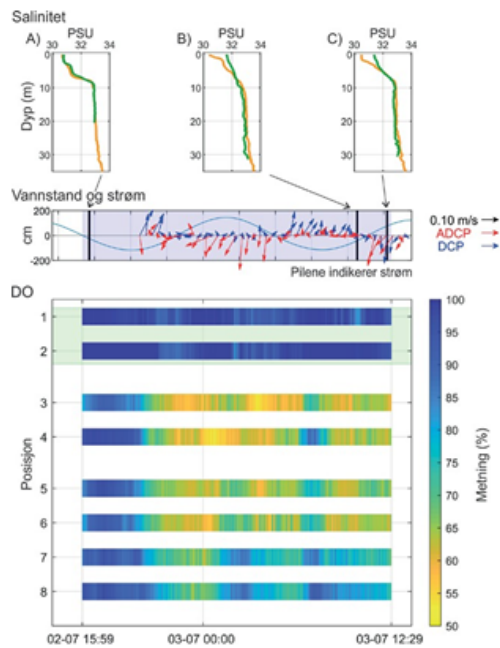 Salinitet
A) PSU
B) PSU
C) PSU
30 32 34
30 32 34
30 32 34
Dyp (m)
0
10
20
30
0
10
20
30
0
10
20
30
Vannstand og strøm
200
0
-200
cm
0.10 m/s
ADCP
DCP
Pilene indikerer strøm
DO
Posisjon
1
2
3
4
5
6
7
8
02-07 15:59 03-07 00:00 03-07 12:29
100
95
90
85
80
75
70
65
60
55
50
Metning (%)